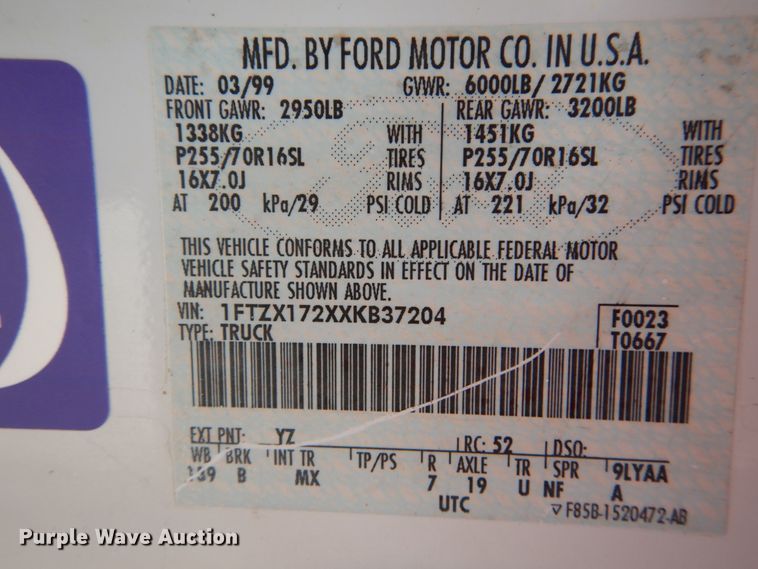 MFD. BY FORD MOTOR CO. IN U.S.A.
DATE: 03/99 GVWR: 6000LB/ 2721KG
FRONT GAWR: 2950LB REAR GAWR: 3200LB
1338KG WITH 1451KG WITH
P255/70R16SL TIRES P255/70R16SL TIRES
16X7.0J RIMS 16X7.0J RIMS
AT 200 kPa/29 PSI COLD AT 221 kPa/32 PSI COLD
THIS VEHICLE CONFORMS TO ALL APPLICABLE FEDERAL MOTOR
VEHICLE SAFETY STANDARDS IN EFFECT ON THE DATE OF
MANUFACTURE SHOWN ABOVE.
VIN: 1FTZX172XXKB37204 F0023
TYPE: TRUCK T0667
EXT PNT: YZ RC: 52 DSO:
WB BRK INT TR TP/PS R AXLE TR SPR 9LYAA
139 B MX 7 19 U NF A
UTC ▽F85B-1520472-AB
Purple Wave Auction